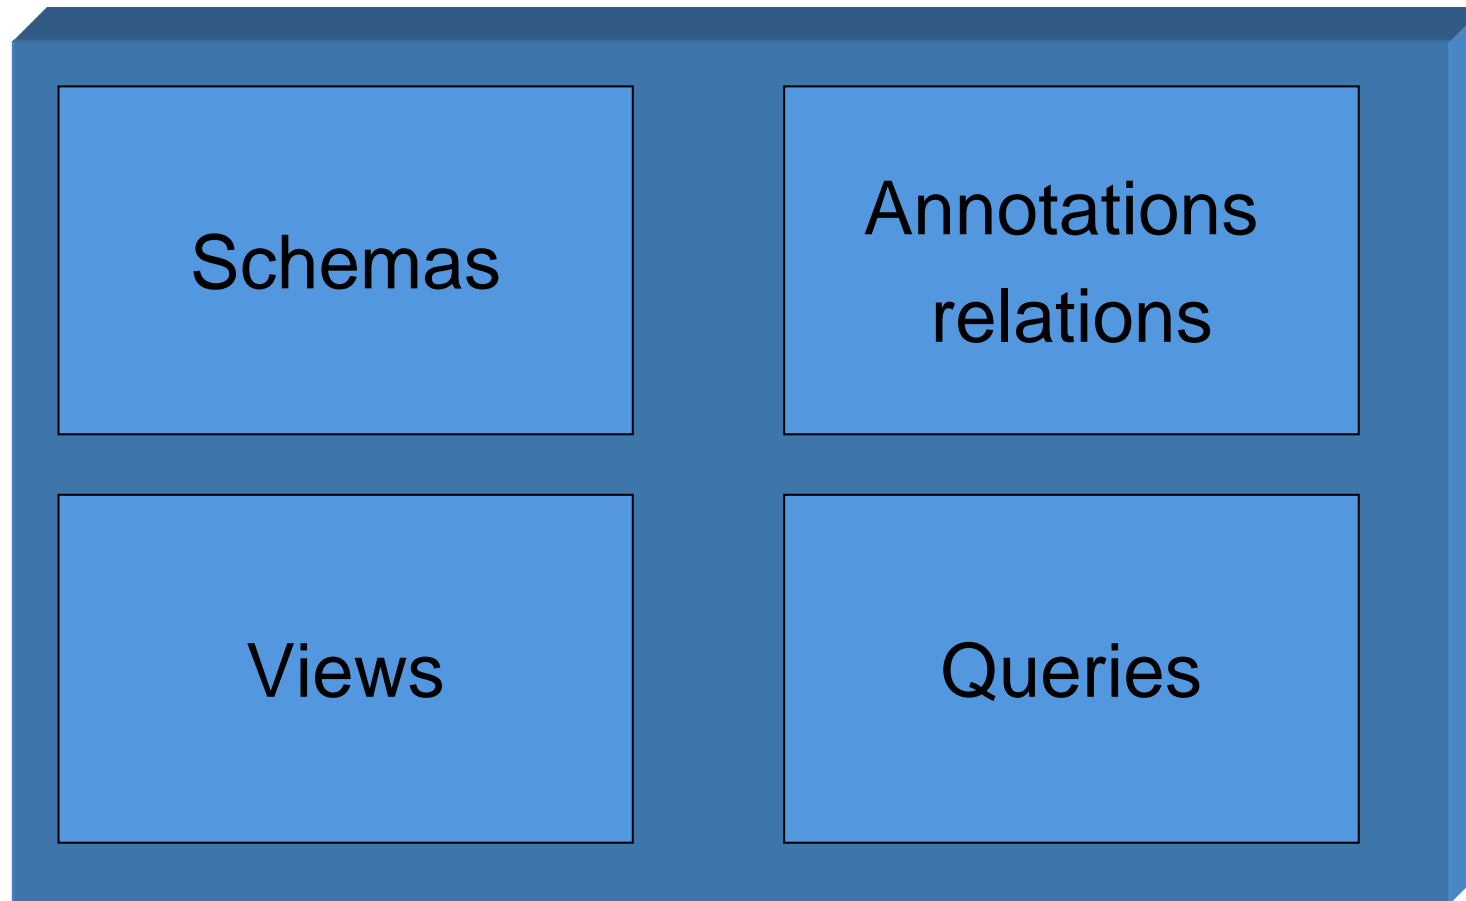 Schemas
Annotations
relations
Views
Queries